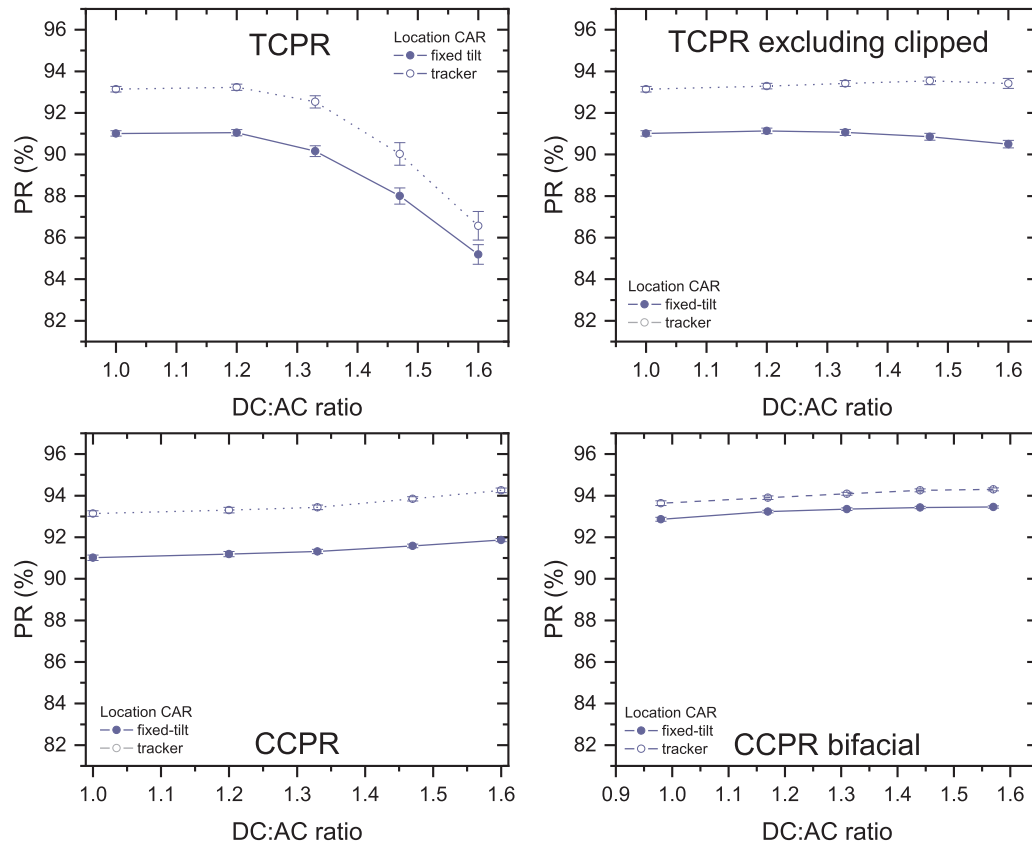 TCPR
Location CAR
fixed tilt
tracker
96
94
92
90
88
86
84
82
PR (%)
1.0 1.1 1.2 1.3 1.4 1.5 1.6
DC:AC ratio
TCPR excluding clipped
96
94
92
90
88
86
84
82
PR (%)
Location CAR
fixed-tilt
tracker
1.0 1.1 1.2 1.3 1.4 1.5 1.6
DC:AC ratio
96
94
92
90
88
86
84
82
PR (%)
Location CAR
fixed-tilt
tracker
CCPR
1.0 1.1 1.2 1.3 1.4 1.5 1.6
DC:AC ratio
96
94
92
90
88
86
84
82
PR (%)
Location CAR
fixed-tilt
tracker
CCPR bifacial
0.9 1.0 1.1 1.2 1.3 1.4 1.5 1.6
DC:AC ratio